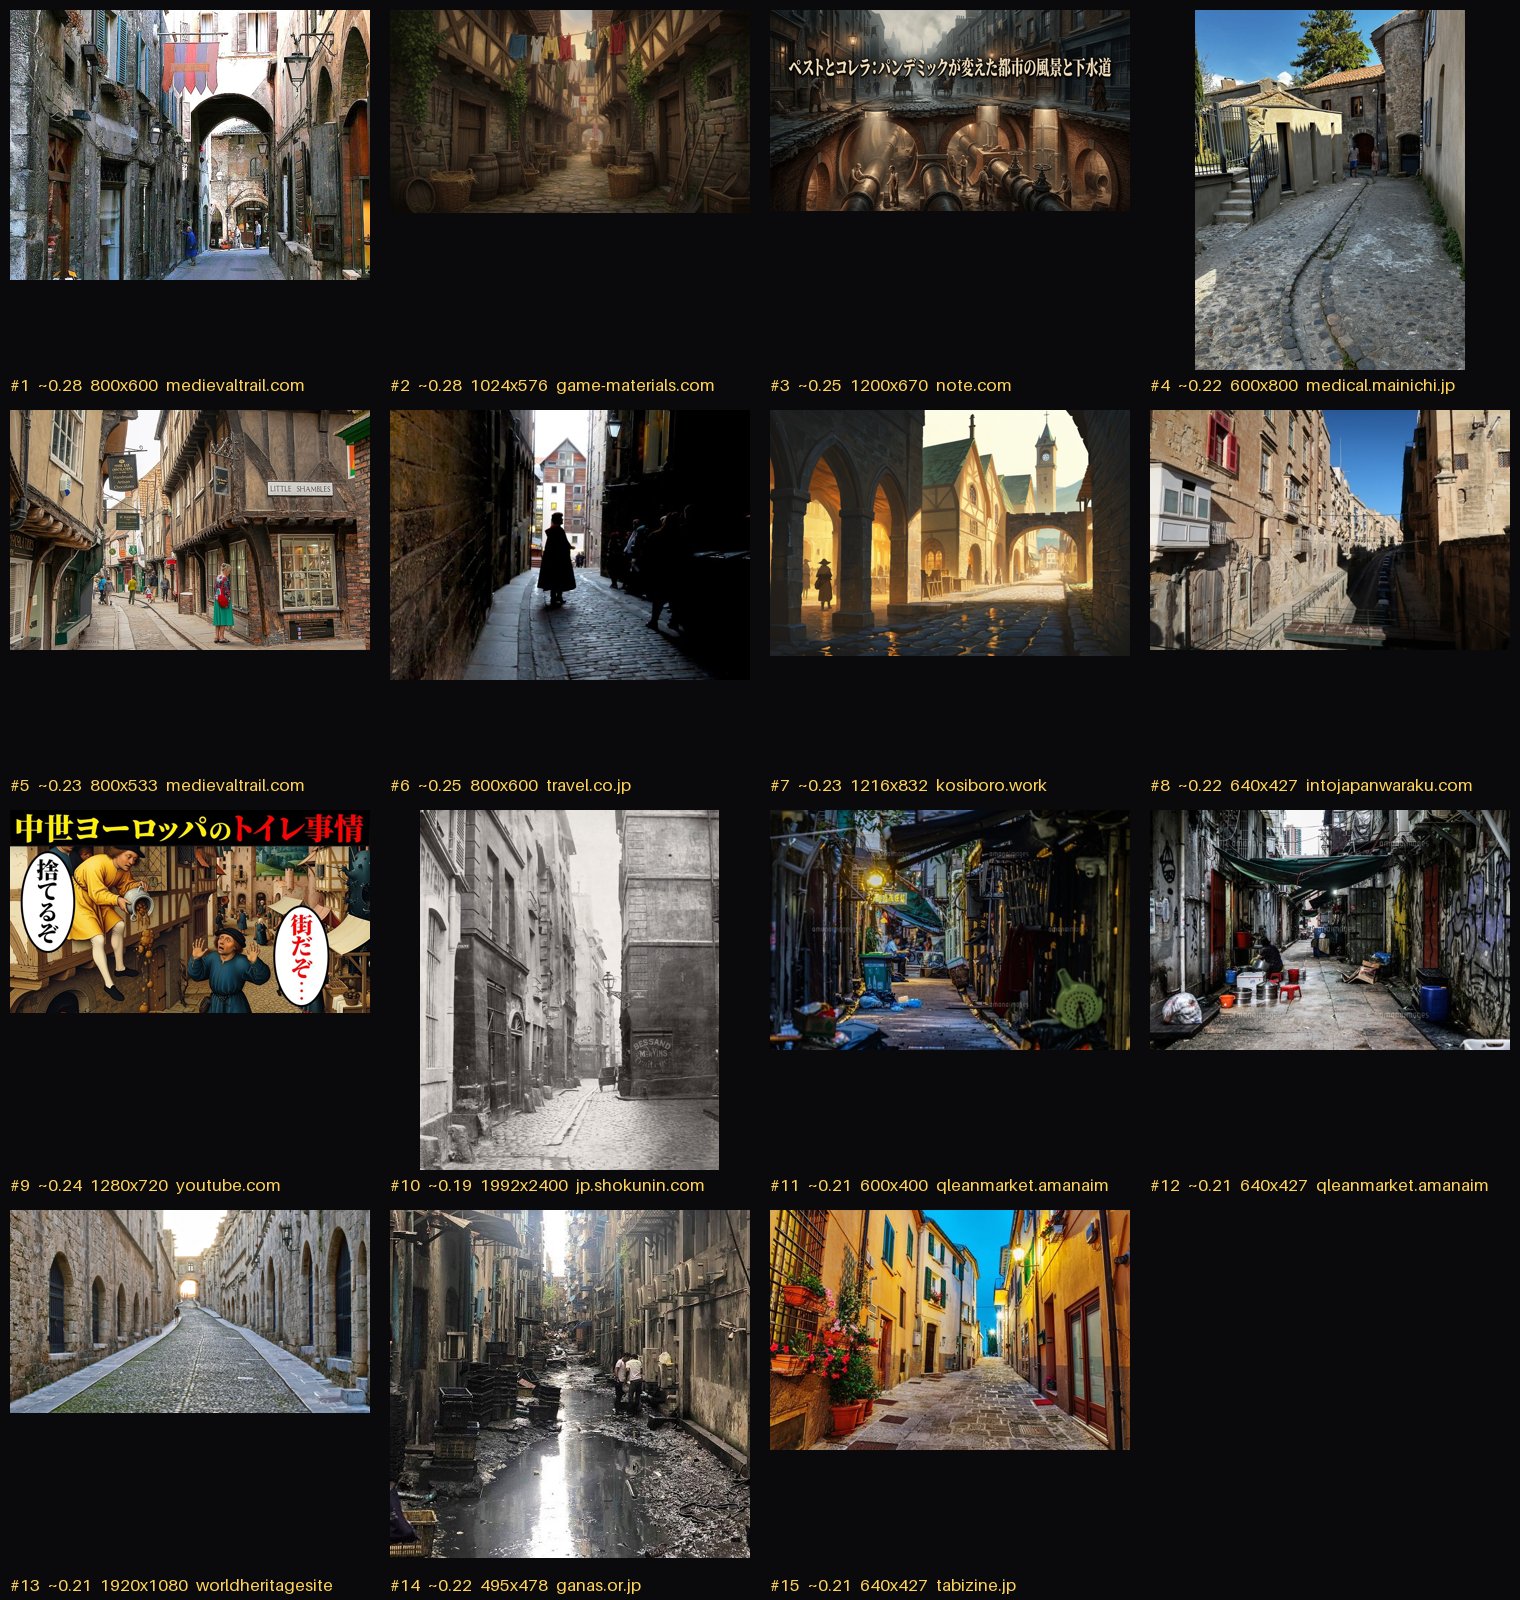 #1 ~0.28 800x600 medievaltrail.com
#2 ~0.28 1024x576 game-materials.com
ペストとコレラ:パンデミックが変えた都市の風景と下水道
#3 ~0.25 1200x670 note.com
#4 ~0.22 600x800 medical.mainichi.jp
LITTLE SHAMBLES
#5 ~0.23 800x533 medievaltrail.com
#6 ~0.25 800x600 travel.co.jp
#7 ~0.23 1216x832 kosiboro.work
#8 ~0.22 640x427 intojapanwaraku.com
中世ヨーロッパのトイレ事情
捨てるぞ
街だぞ…
#9 ~0.24 1280x720 youtube.com
BESSAND
#10 ~0.19 1992x2400 jp.shokunin.com
amanaimages
#11 ~0.21 600x400 qleanmarket.amanaim
amanaimages
#12 ~0.21 640x427 qleanmarket.amanaim
#13 ~0.21 1920x1080 worldheritagesite
#14 ~0.22 495x478 ganas.or.jp
#15 ~0.21 640x427 tabizine.jp